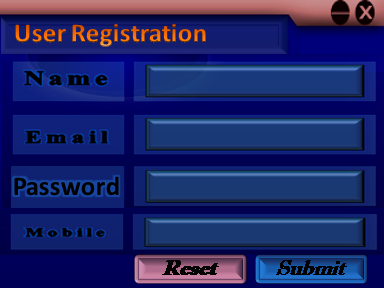 User Registration
Name
Email
Password
Mobile
Reset Submit